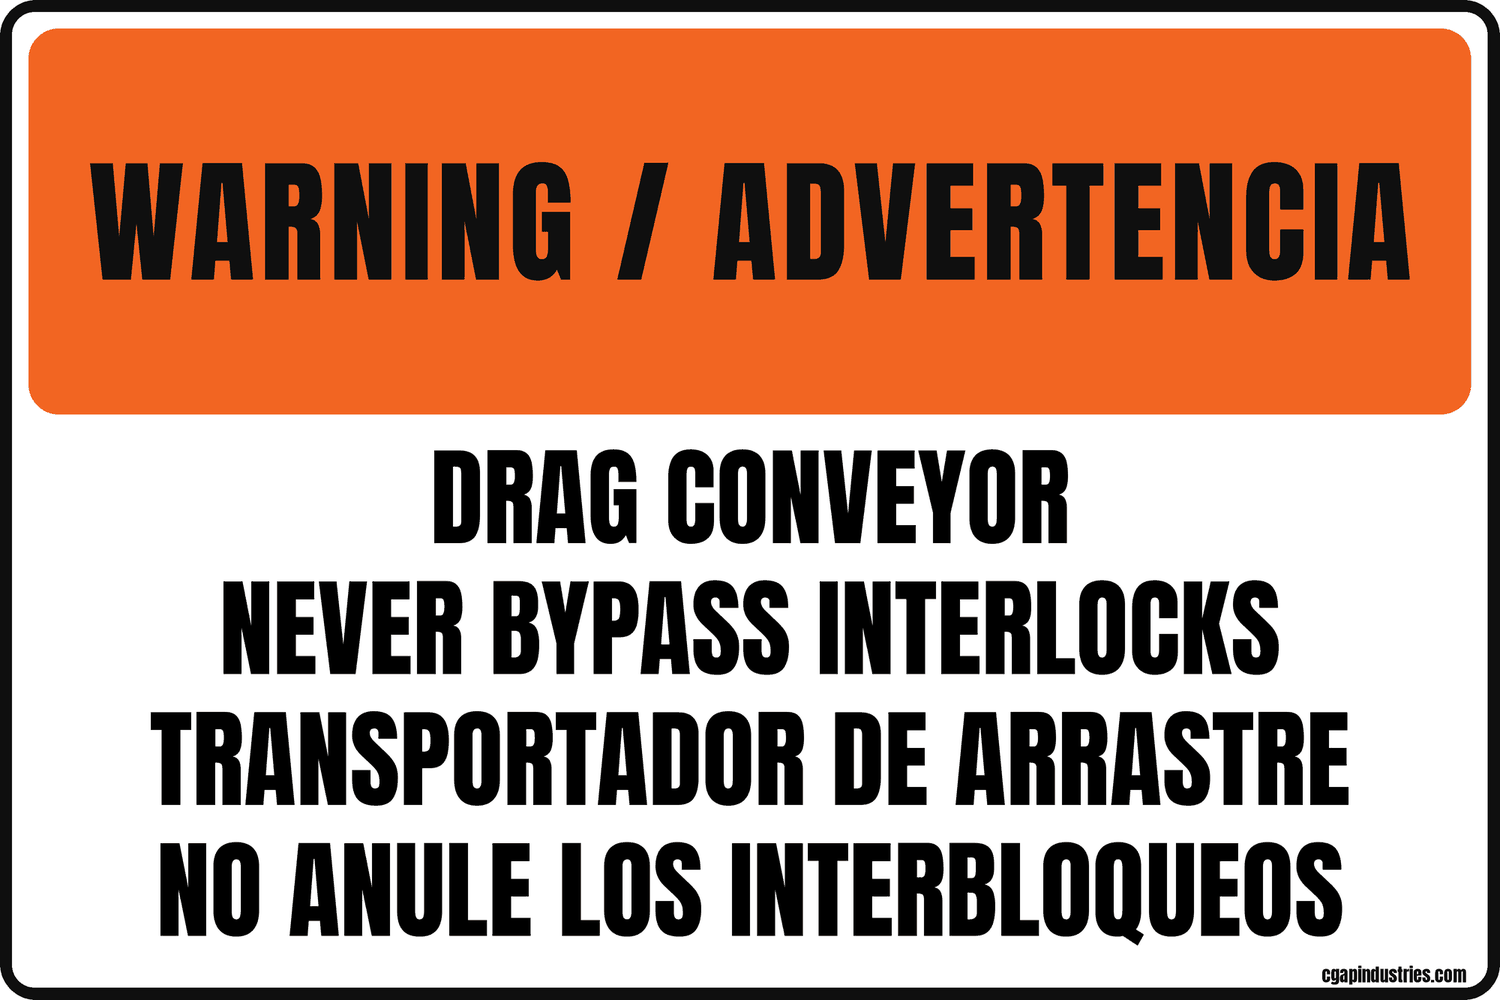 WARNING / ADVERTENCIA
DRAG CONVEYOR
NEVER BYPASS INTERLOCKS
TRANSPORTADOR DE ARRASTRE
NO ANULE LOS INTERBLOQUEOS
cgapindustries.com